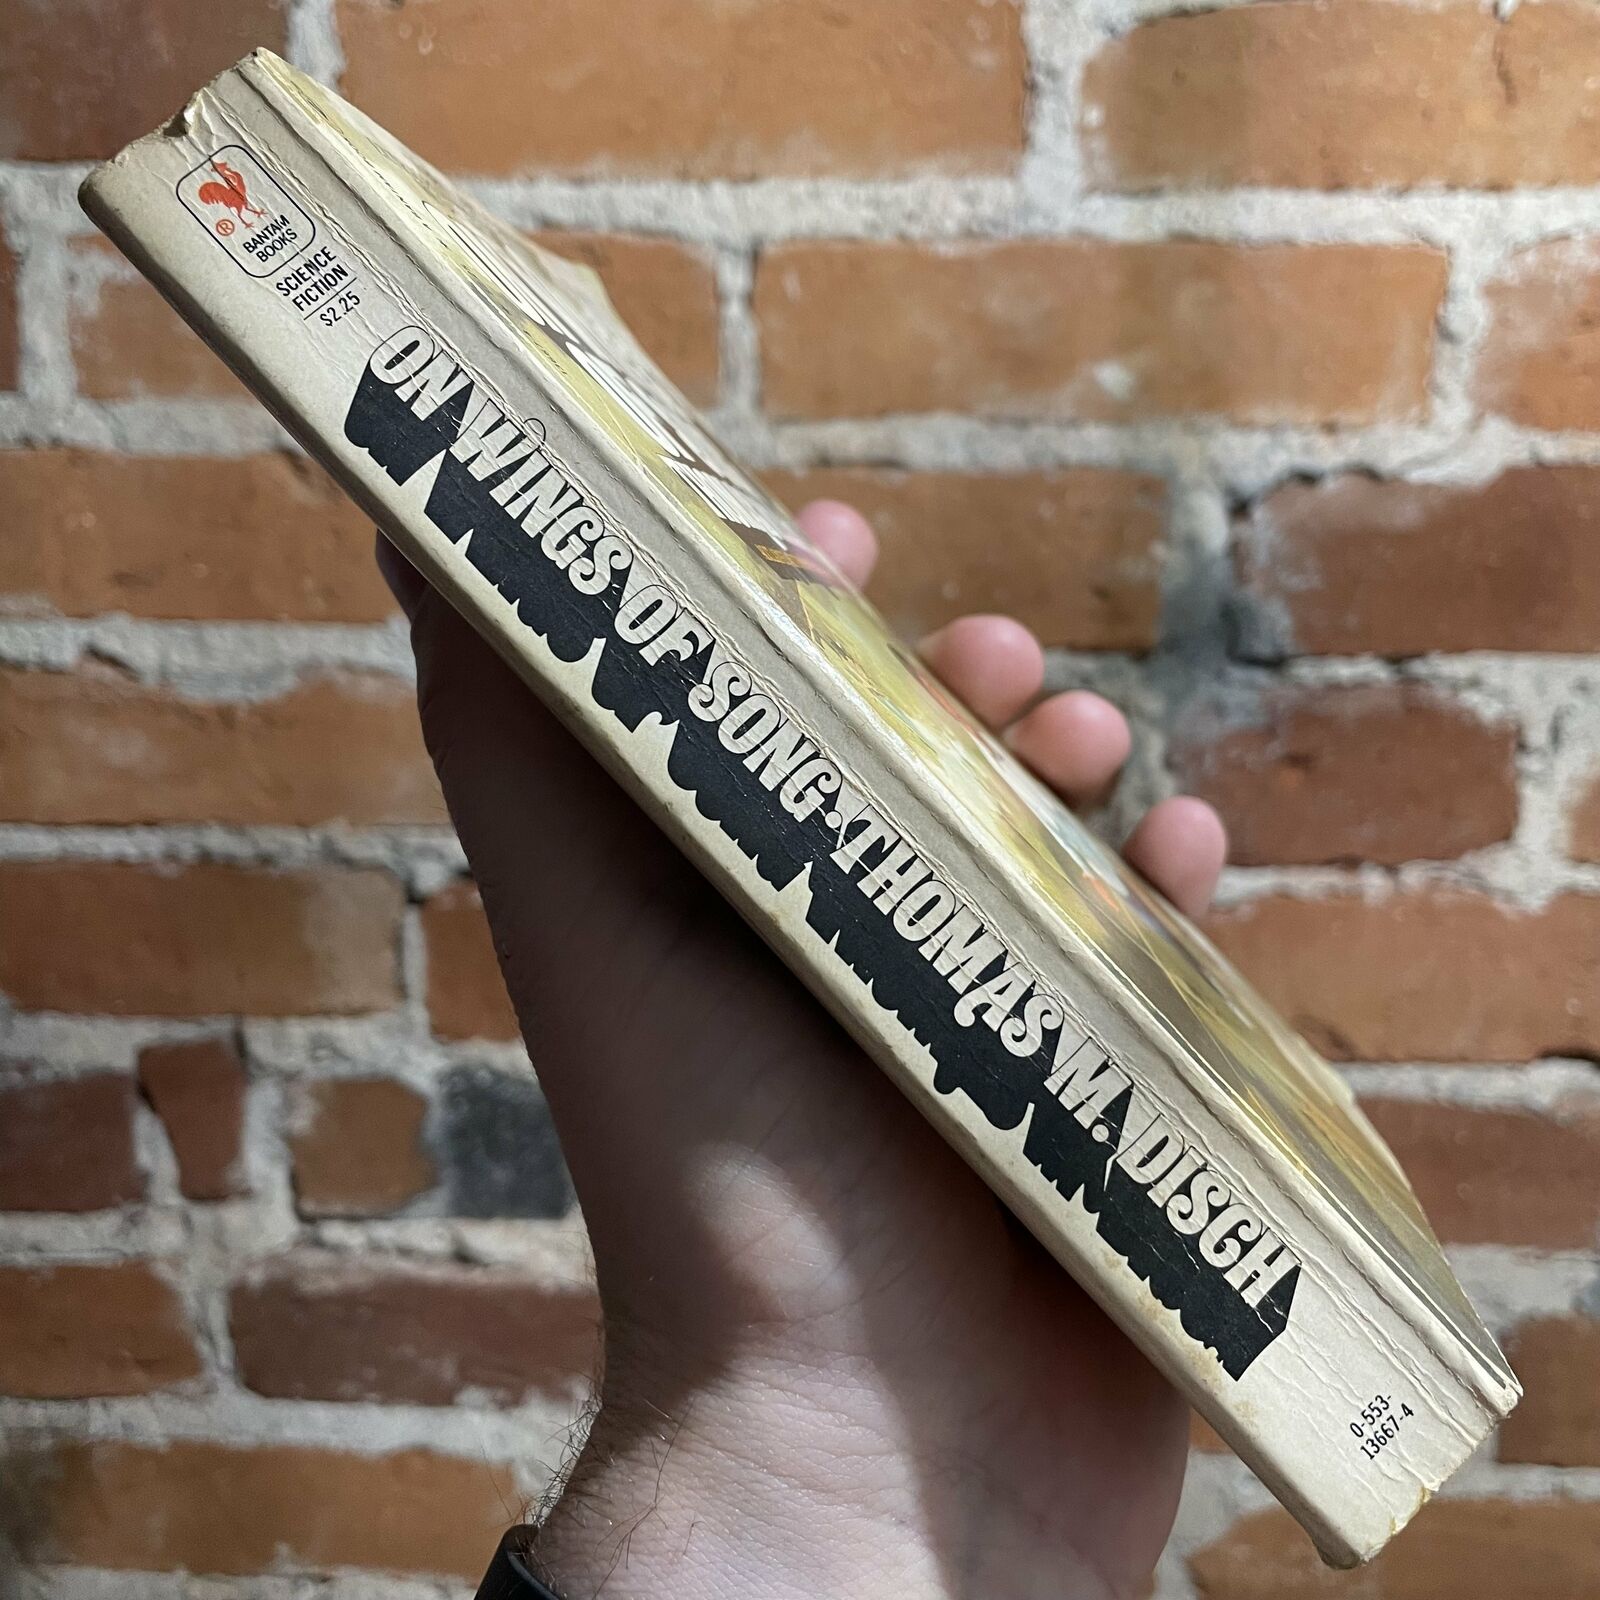 ®
BANTAM
BOOKS
SCIENCE
FICTION
$2.25
ON WINGS OF SONG · THOMAS M. DISCH
0-553-
13667-4